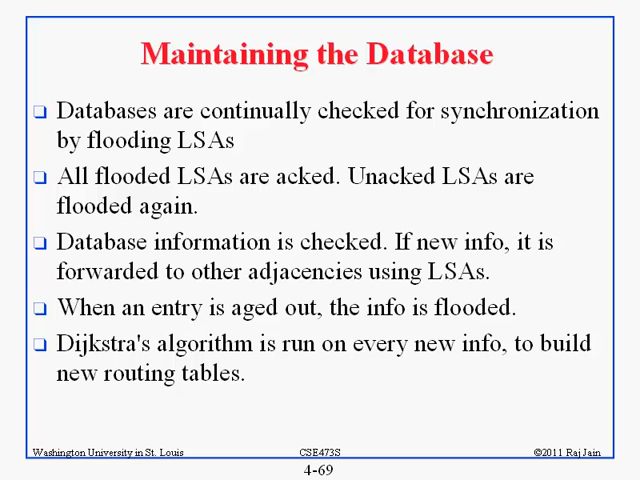 Maintaining the Database
❑ Databases are continually checked for synchronization
by flooding LSAs
❑ All flooded LSAs are acked. Unacked LSAs are
flooded again.
❑ Database information is checked. If new info, it is
forwarded to other adjacencies using LSAs.
❑ When an entry is aged out, the info is flooded.
❑ Dijkstra's algorithm is run on every new info, to build
new routing tables.
Washington University in St. Louis CSE473S ©2011 Raj Jain
4-69